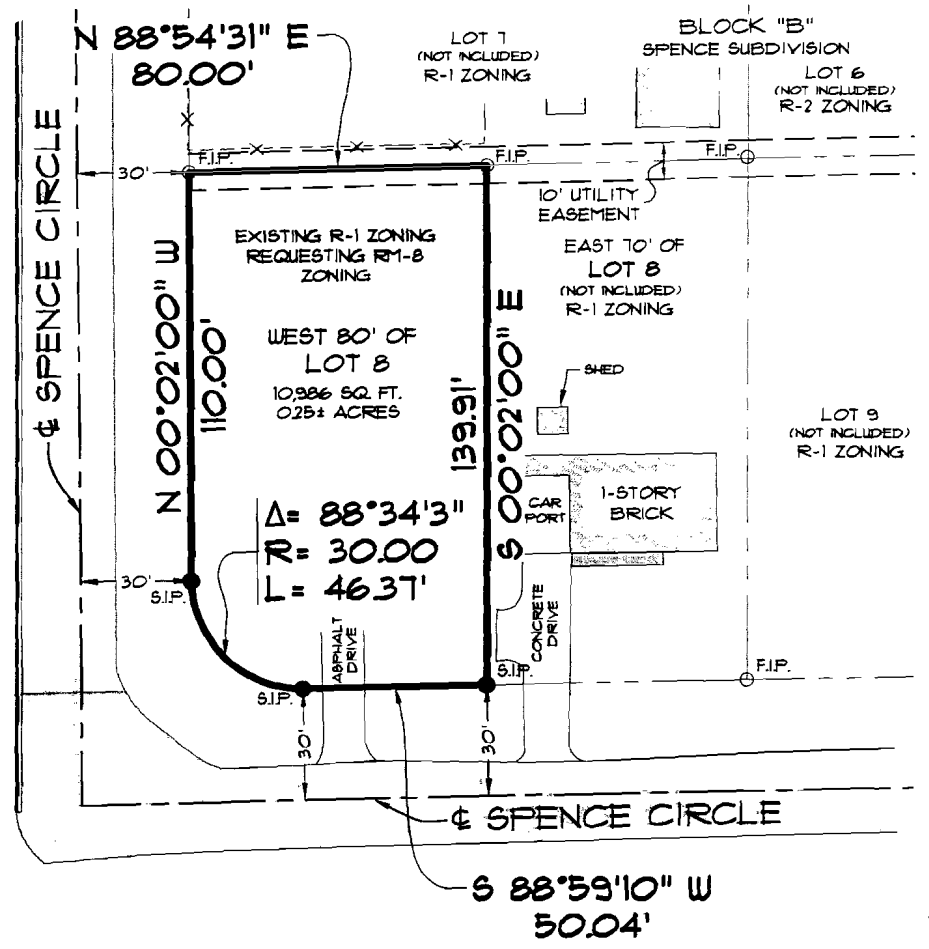 N 88°54'31" E
80.00'
LOT 7
(NOT INCLUDED)
R-1 ZONING
BLOCK "B"
SPENCE SUBDIVISION
LOT 6
(NOT INCLUDED)
R-2 ZONING
F.I.P.
F.I.P.
F.I.P.
30'
10' UTILITY
EASEMENT
℄ SPENCE CIRCLE
EXISTING R-1 ZONING
REQUESTING RM-8
ZONING
EAST 70' OF
LOT 8
(NOT INCLUDED)
R-1 ZONING
N 00°02'00" W
110.00'
WEST 80' OF
LOT 8
10,986 SQ. FT.
0.25± ACRES
139.91'
S 00°02'00" E
SHED
LOT 9
(NOT INCLUDED)
R-1 ZONING
CAR
PORT
1-STORY
BRICK
Δ= 88°34'3"
R= 30.00
L= 46.37'
30'
S.I.P.
ASPHALT
DRIVE
CONCRETE
DRIVE
S.I.P.
S.I.P.
F.I.P.
30'
30'
℄ SPENCE CIRCLE
S 88°59'10" W
50.04'